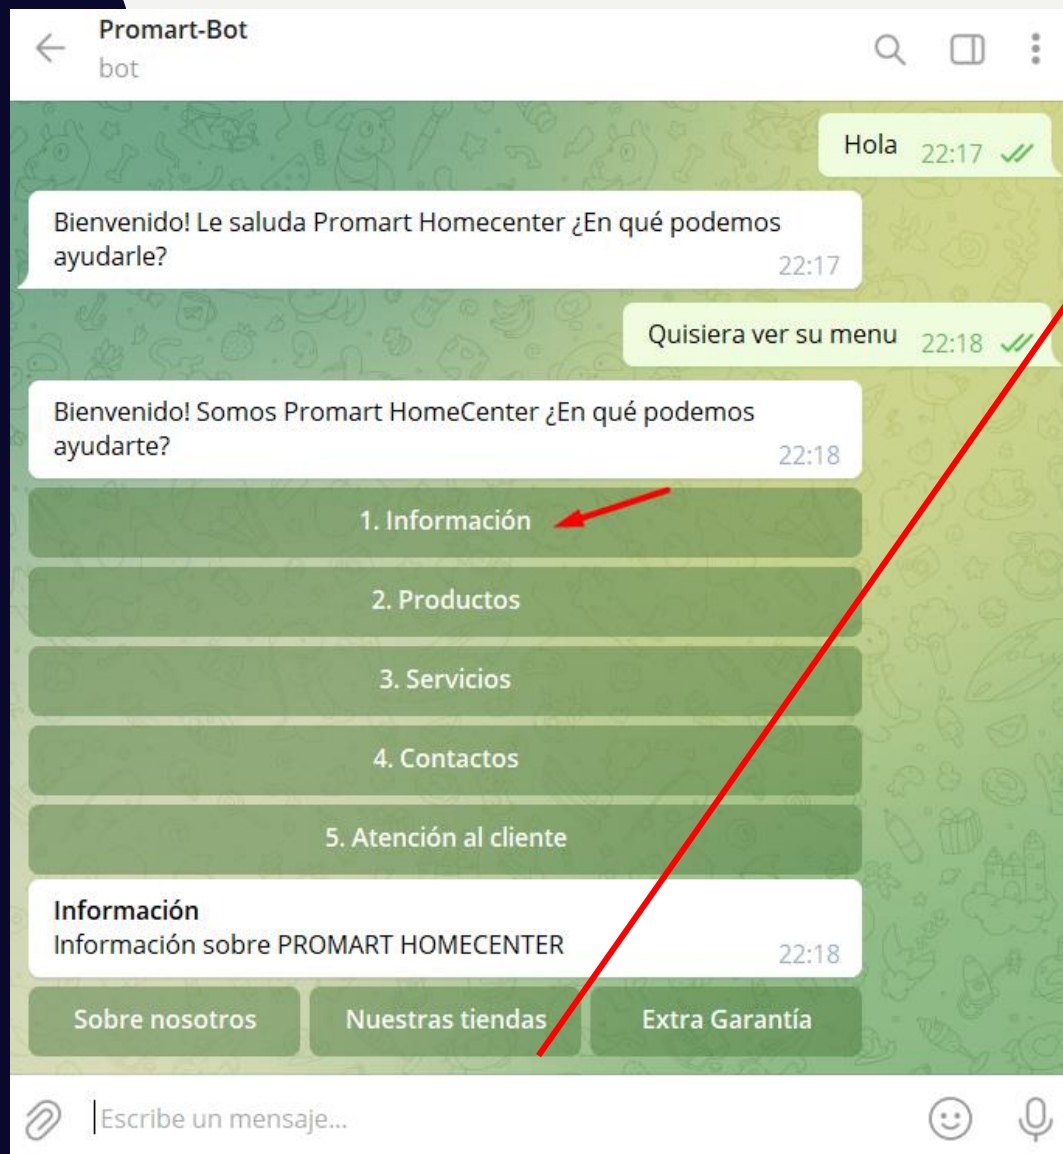 Promart-Bot
bot
Hola 22:17
Bienvenido! Le saluda Promart Homecenter ¿En qué podemos
ayudarle?
22:17
Quisiera ver su menu 22:18
Bienvenido! Somos Promart HomeCenter ¿En qué podemos
ayudarte?
22:18
1. Información
2. Productos
3. Servicios
4. Contactos
5. Atención al cliente
Información
Información sobre PROMART HOMECENTER
22:18
Sobre nosotros Nuestras tiendas Extra Garantía
Escribe un mensaje...